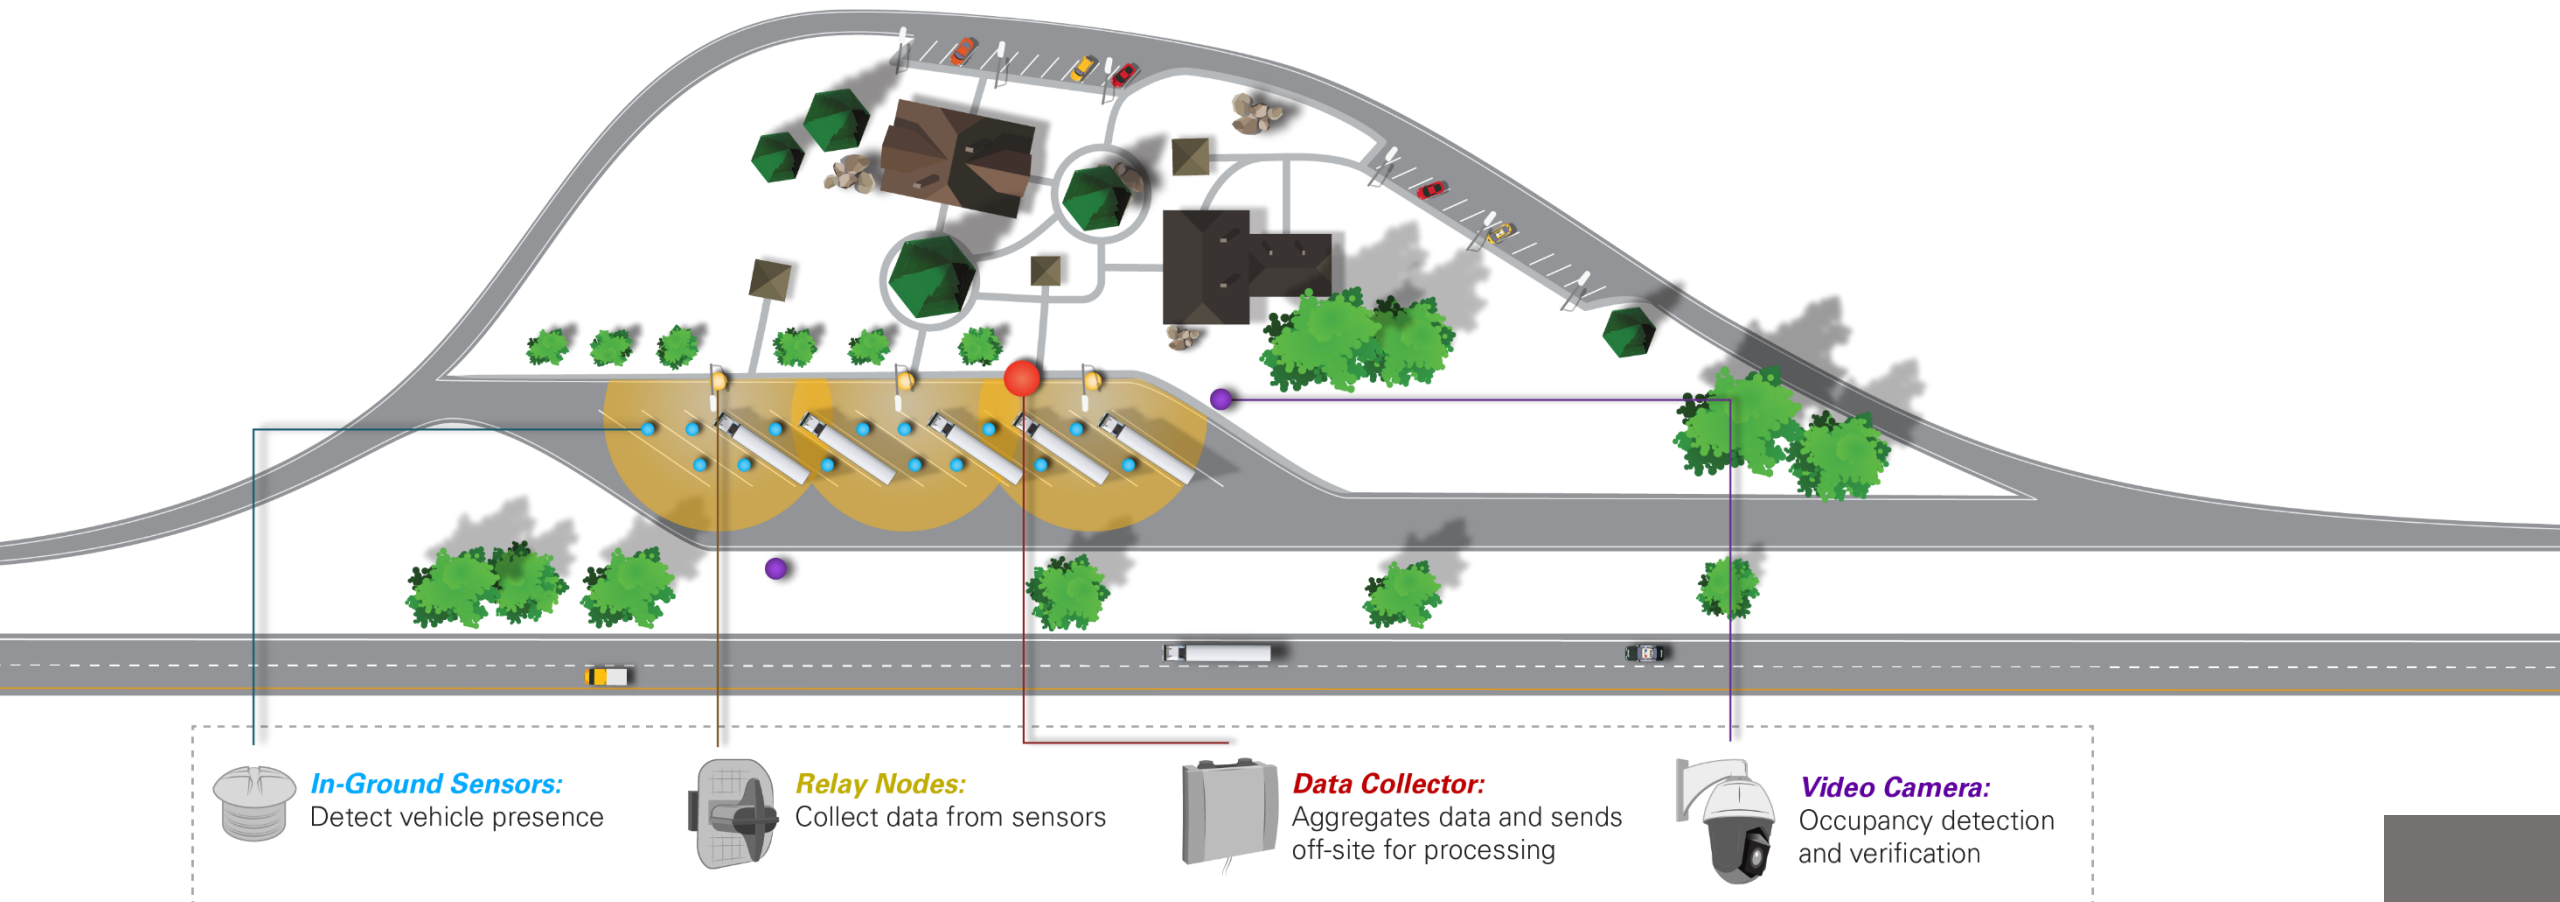 In-Ground Sensors:
Detect vehicle presence
Relay Nodes:
Collect data from sensors
Data Collector:
Aggregates data and sends
off-site for processing
Video Camera:
Occupancy detection
and verification